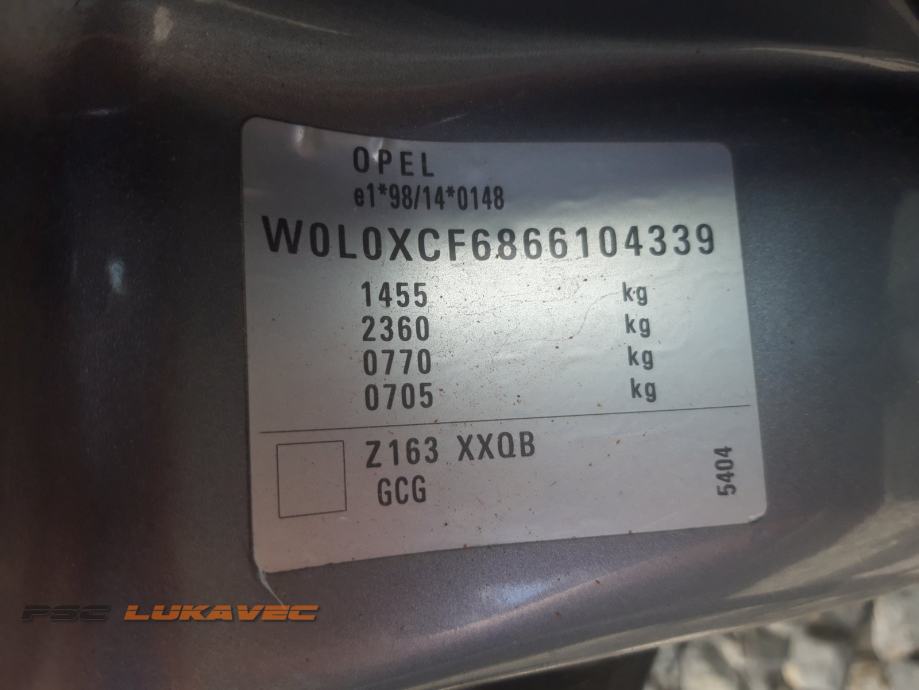 OPEL
e1*98/14*0148
W0L0XCF6866104339
1455 kg
2360 kg
0770 kg
0705 kg
Z163 XXQB
GCG
5404
PSC LUKAVEC